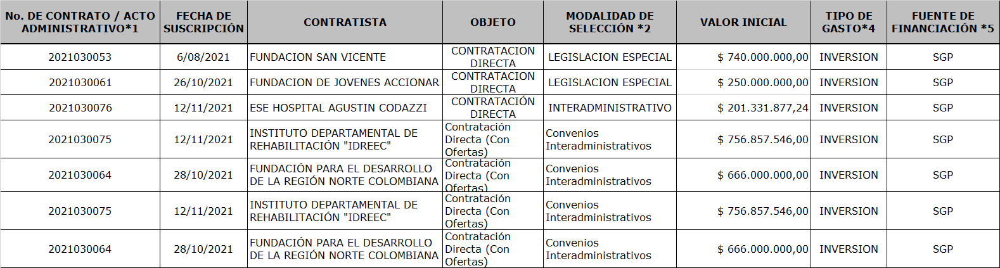 No. DE CONTRATO / ACTO ADMINISTRATIVO*1 FECHA DE SUSCRIPCIÓN CONTRATISTA OBJETO MODALIDAD DE SELECCIÓN *2 VALOR INICIAL TIPO DE GASTO*4 FUENTE DE FINANCIACIÓN *5
2021030053 6/08/2021 FUNDACION SAN VICENTE CONTRATACION DIRECTA LEGISLACION ESPECIAL $ 740.000.000,00 INVERSION SGP
2021030061 26/10/2021 FUNDACION DE JOVENES ACCIONAR CONTRATACION DIRECTA LEGISLACION ESPECIAL $ 250.000.000,00 INVERSION SGP
2021030076 12/11/2021 ESE HOSPITAL AGUSTIN CODAZZI CONTRATACIÓN DIRECTA INTERADMINISTRATIVO $ 201.331.877,24 INVERSION SGP
2021030075 12/11/2021 INSTITUTO DEPARTAMENTAL DE REHABILITACIÓN "IDREEC" Contratación Directa (Con Ofertas) Convenios Interadministrativos $ 756.857.546,00 INVERSION SGP
2021030064 28/10/2021 FUNDACIÓN PARA EL DESARROLLO DE LA REGIÓN NORTE COLOMBIANA Contratación Directa (Con Ofertas) Convenios Interadministrativos $ 666.000.000,00 INVERSION SGP
2021030075 12/11/2021 INSTITUTO DEPARTAMENTAL DE REHABILITACIÓN "IDREEC" Contratación Directa (Con Ofertas) Convenios Interadministrativos $ 756.857.546,00 INVERSION SGP
2021030064 28/10/2021 FUNDACIÓN PARA EL DESARROLLO DE LA REGIÓN NORTE COLOMBIANA Contratación Directa (Con Ofertas) Convenios Interadministrativos $ 666.000.000,00 INVERSION SGP